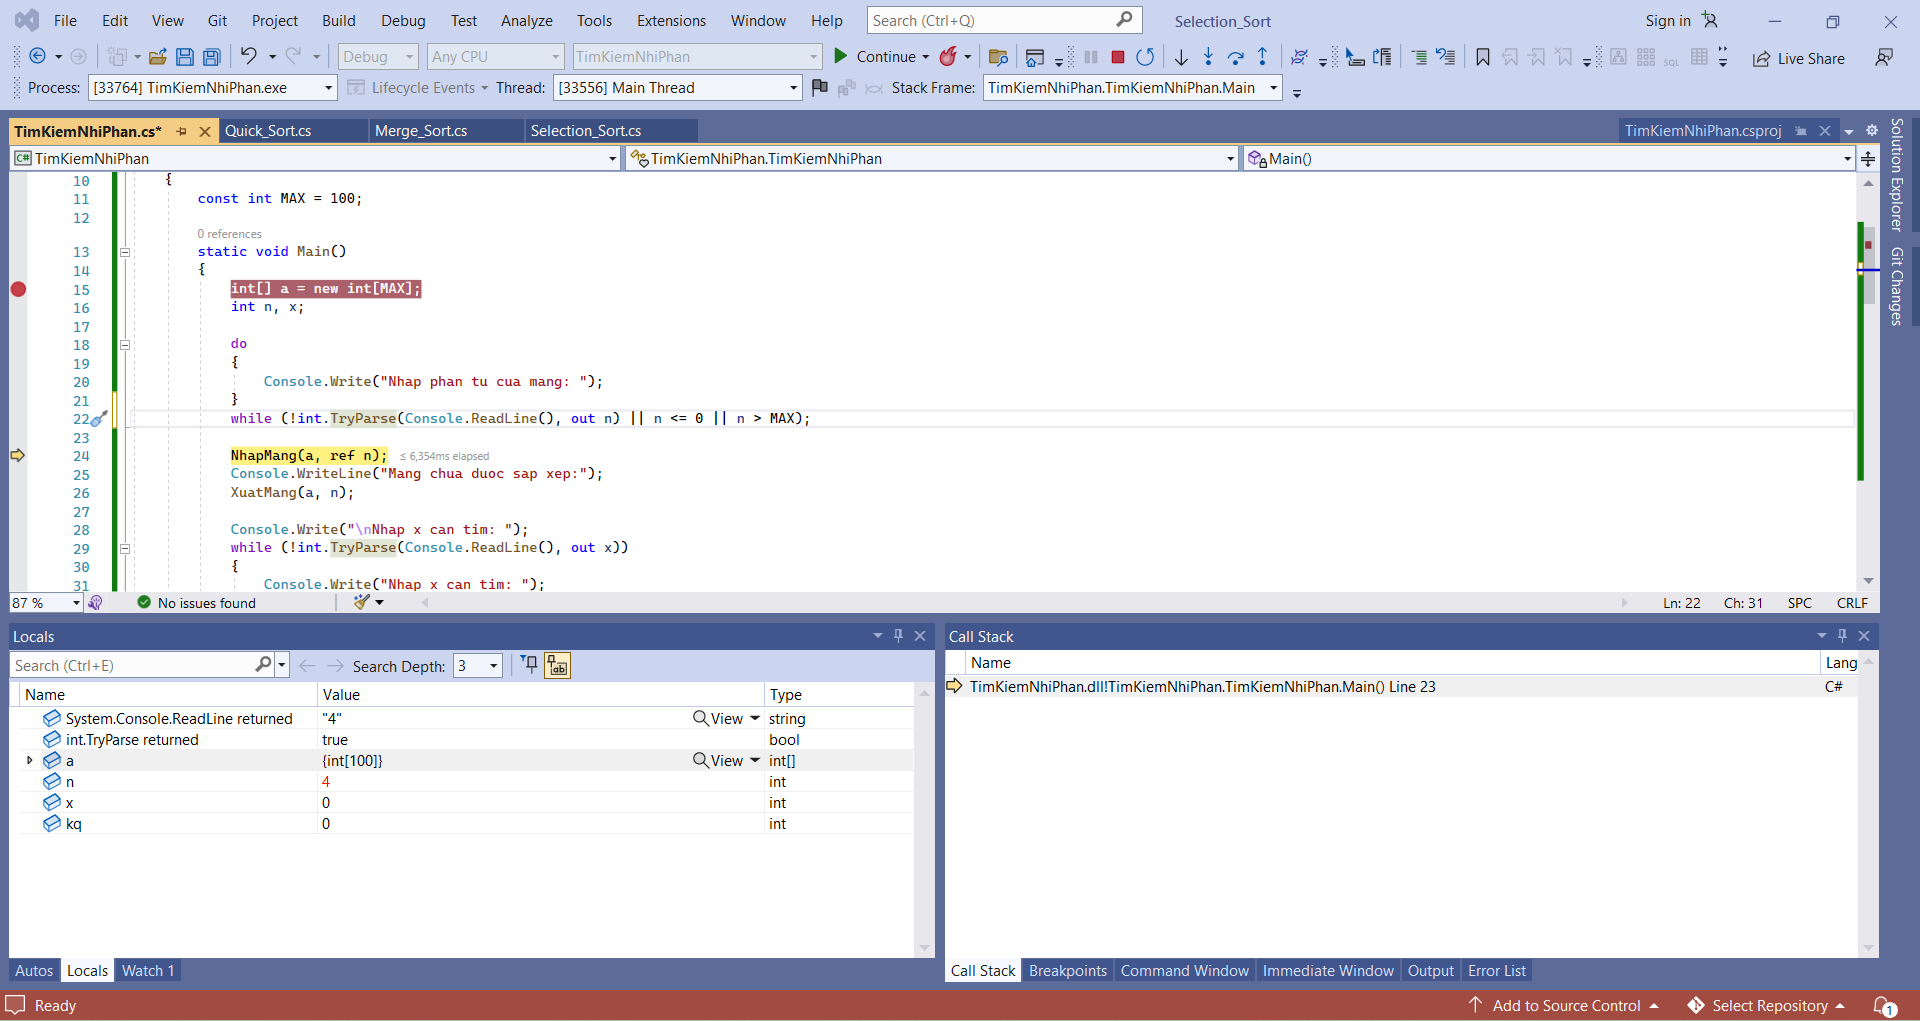 File Edit View Git Project Build Debug Test Analyze Tools Extensions Window Help Search (Ctrl+Q) Selection_Sort Sign in
Debug Any CPU TimKiemNhiPhan Continue Live Share
Process: [33764] TimKiemNhiPhan.exe Lifecycle Events Thread: [33556] Main Thread Stack Frame: TimKiemNhiPhan.TimKiemNhiPhan.Main
TimKiemNhiPhan.cs* Quick_Sort.cs Merge_Sort.cs Selection_Sort.cs TimKiemNhiPhan.csproj
C# TimKiemNhiPhan TimKiemNhiPhan.TimKiemNhiPhan Main()
Solution Explorer
Git Changes
10 {
11 const int MAX = 100;
12
0 references
13 static void Main()
14 {
15 int[] a = new int[MAX];
16 int n, x;
17
18 do
19 {
20 Console.Write("Nhap phan tu cua mang: ");
21 }
22 while (!int.TryParse(Console.ReadLine(), out n) || n <= 0 || n > MAX);
23
24 NhapMang(a, ref n); ≤ 6,354ms elapsed
25 Console.WriteLine("Mang chua duoc sap xep:");
26 XuatMang(a, n);
27
28 Console.Write("\nNhap x can tim: ");
29 while (!int.TryParse(Console.ReadLine(), out x))
30 {
31 Console.Write("Nhap x can tim: ");
87 % No issues found Ln: 22 Ch: 31 SPC CRLF
Locals
Search (Ctrl+E) Search Depth: 3
Name Value Type
System.Console.ReadLine returned "4" View string
int.TryParse returned true bool
a {int[100]} View int[]
n 4 int
x 0 int
kq 0 int
Autos Locals Watch 1
Call Stack
Name Lang
TimKiemNhiPhan.dll!TimKiemNhiPhan.TimKiemNhiPhan.Main() Line 23 C#
Call Stack Breakpoints Command Window Immediate Window Output Error List
Ready Add to Source Control Select Repository 1